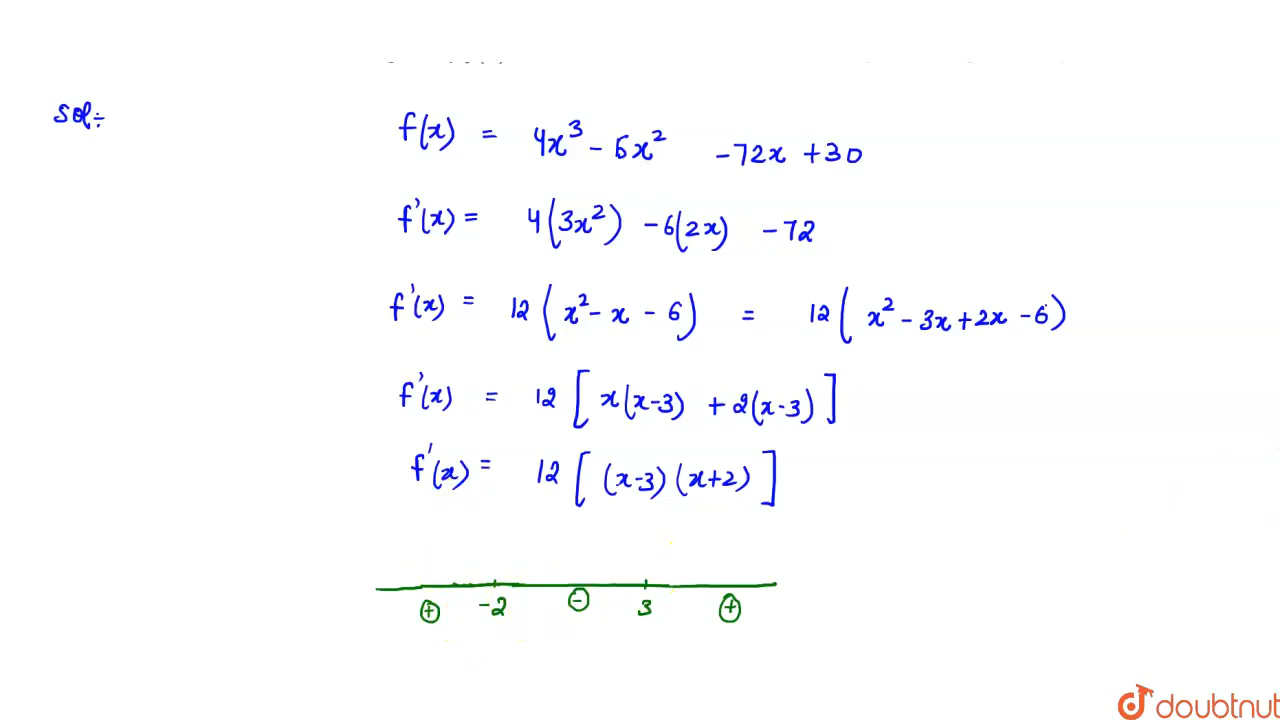 Sol:
f(x) = 4x³ - 6x² - 72x + 30
f'(x) = 4(3x²) - 6(2x) - 72
f'(x) = 12(x² - x - 6) = 12(x² - 3x + 2x - 6)
f'(x) = 12[x(x-3) + 2(x-3)]
f'(x) = 12[(x-3)(x+2)]
+ -2 - 3 +
doubtnut